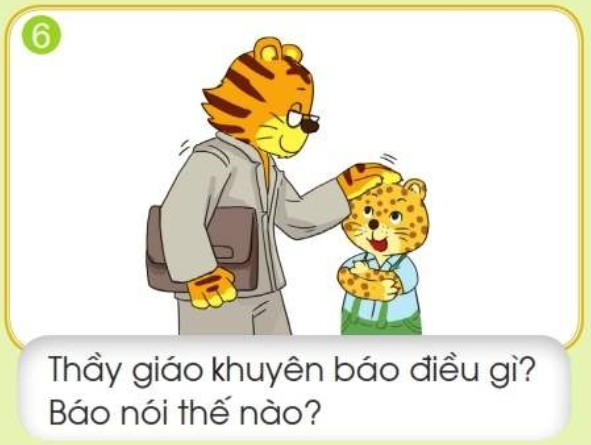 6
Thầy giáo khuyên báo điều gì?
Báo nói thế nào?